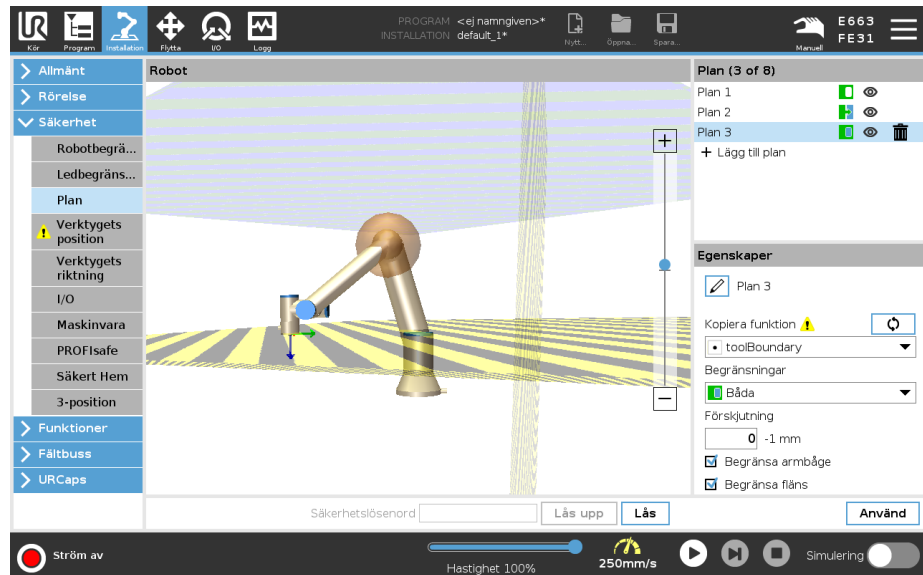 PROGRAM <ej namngiven>*
INSTALLATION default_1*
Kör
Program
Installation
Flytta
I/O
Logg
Nytt...
Öppna...
Spara...
Manuell
E663
FE31
Allmänt
Rörelse
Säkerhet
Robotbegrä...
Ledbegräns...
Plan
Verktygets
position
Verktygets
riktning
I/O
Maskinvara
PROFIsafe
Säkert Hem
3-position
Funktioner
Fältbuss
URCaps
Robot
Plan (3 of 8)
Plan 1
Plan 2
Plan 3
+ Lägg till plan
Egenskaper
Plan 3
Kopiera funktion
toolBoundary
Begränsningar
Båda
Förskjutning
0 -1 mm
Begränsa armbåge
Begränsa fläns
Säkerhetslösenord
Lås upp
Lås
Använd
Ström av
Hastighet 100%
250mm/s
Simulering